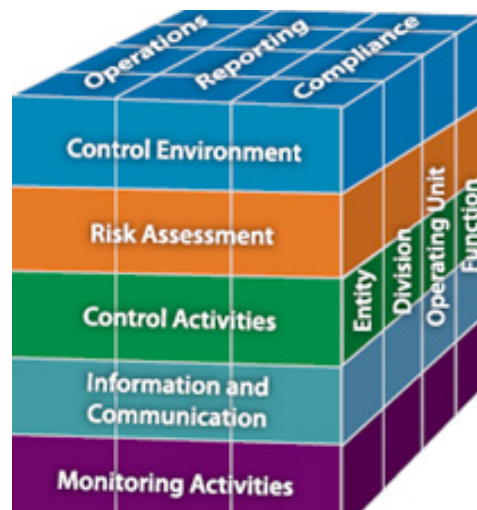 Operations
Reporting
Compliance
Control Environment
Risk Assessment
Control Activities
Information and
Communication
Monitoring Activities
Entity
Division
Operating Unit
Function